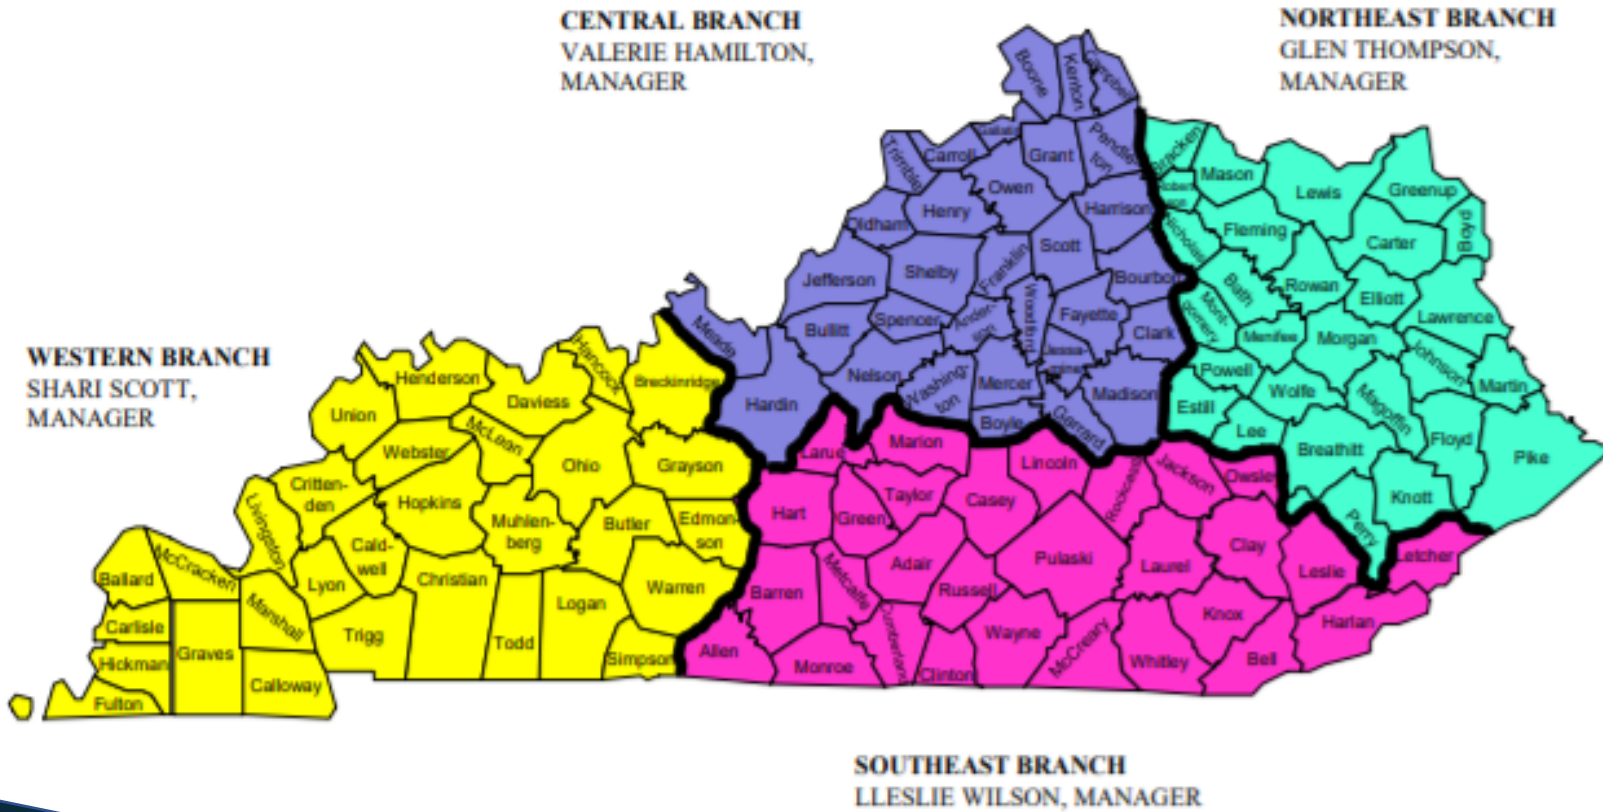 CENTRAL BRANCH
VALERIE HAMILTON,
MANAGER
NORTHEAST BRANCH
GLEN THOMPSON,
MANAGER
WESTERN BRANCH
SHARI SCOTT,
MANAGER
Boone
Kenton
Campbell
Gallatin
Carroll
Trimble
Grant
Pendle-
ton
Owen
Henry
Oldham
Harrison
Scott
Franklin
Shelby
Jefferson
Bourbon
Woodford
Fayette
Ander-
son
Spencer
Bullitt
Clark
Jessa-
mine
Meade
Nelson
Washing-
ton
Mercer
Madison
Hardin
Boyle
Garrard
Bracken
Mason
Robert
son
Lewis
Greenup
Boyd
Nicholas
Fleming
Carter
Bath
Rowan
Elliott
Mont-
gomery
Lawrence
Menifee
Morgan
Johnson
Martin
Powell
Wolfe
Magoffin
Estill
Lee
Breathitt
Floyd
Pike
Knott
Perry
Hancock
Breckinridge
Henderson
Daviess
Union
McLean
Webster
Ohio
Grayson
Critten-
den
Livingston
Hopkins
Muhlen-
berg
Butler
Edmon-
son
Cald-
well
Lyon
Christian
Logan
Warren
Ballard
McCracken
Marshall
Carlisle
Graves
Trigg
Todd
Simpson
Hickman
Calloway
Fulton
Larue
Marion
Lincoln
Rockcastle
Jackson
Owsley
Hart
Green
Taylor
Casey
Adair
Pulaski
Laurel
Clay
Leslie
Letcher
Barren
Metcalfe
Russell
Knox
Harlan
Allen
Monroe
Cumberland
Clinton
Wayne
McCreary
Whitley
Bell
SOUTHEAST BRANCH
LLESLIE WILSON, MANAGER